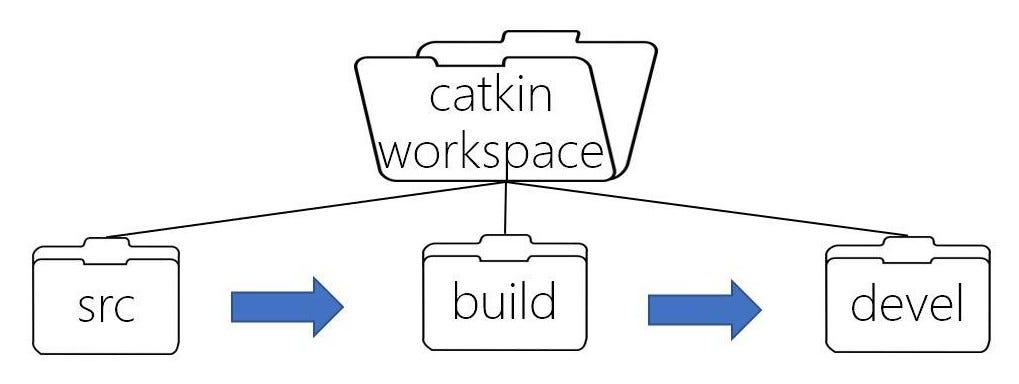 catkin
workspace
src
build
devel